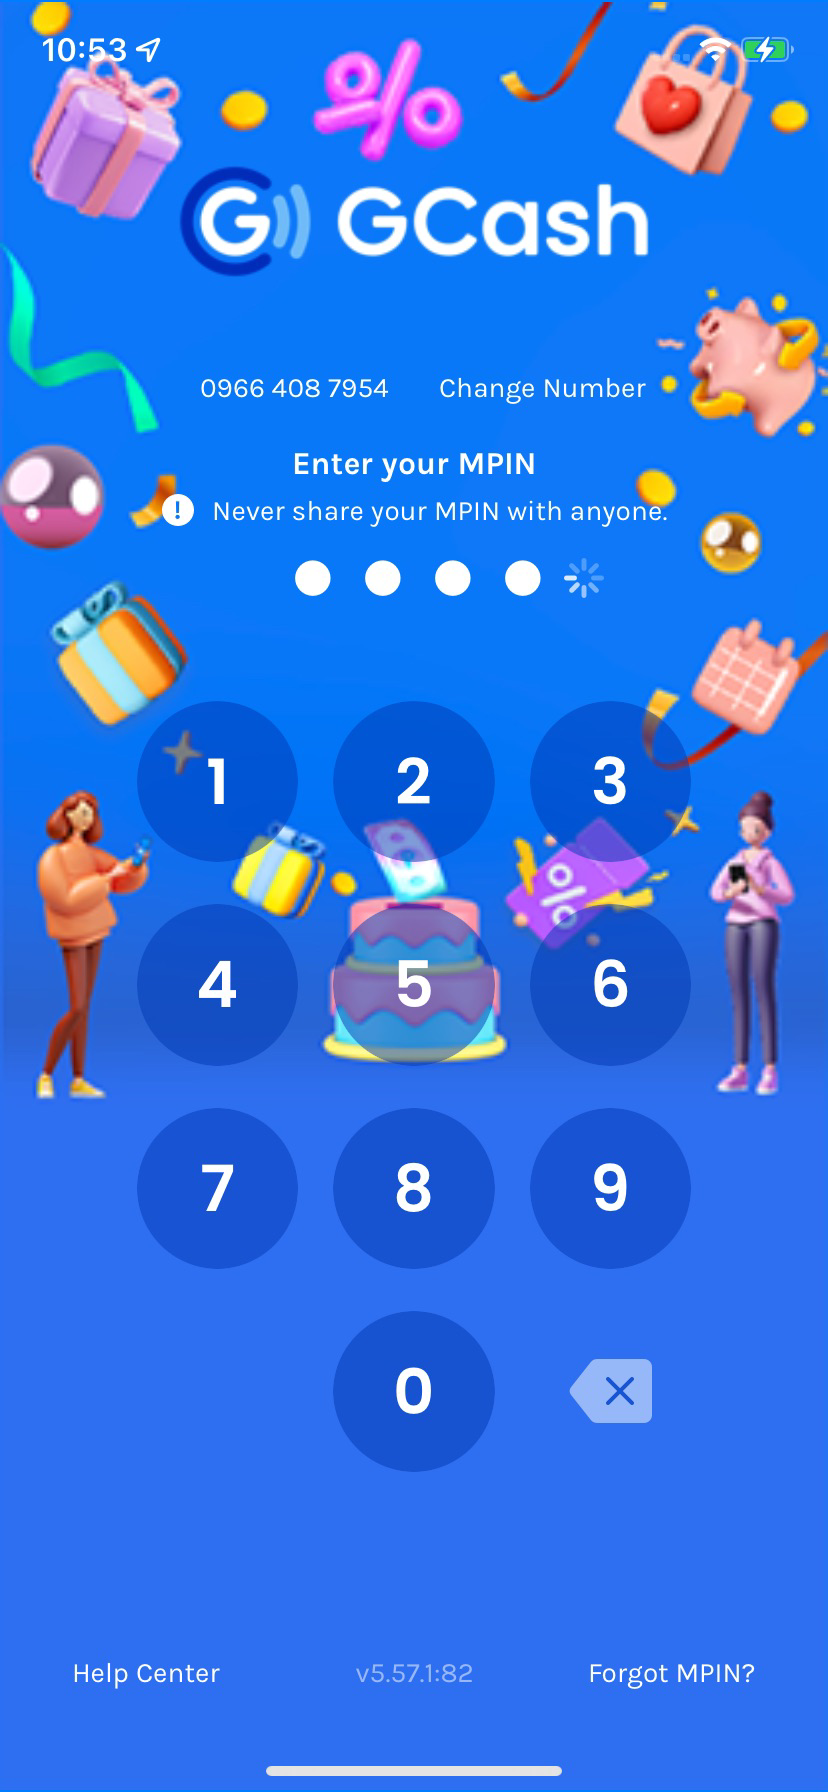 10:53
GCash
0966 408 7954 Change Number
Enter your MPIN
! Never share your MPIN with anyone.
1 2 3
4 5 6
7 8 9
0
Help Center v5.57.1:82 Forgot MPIN?